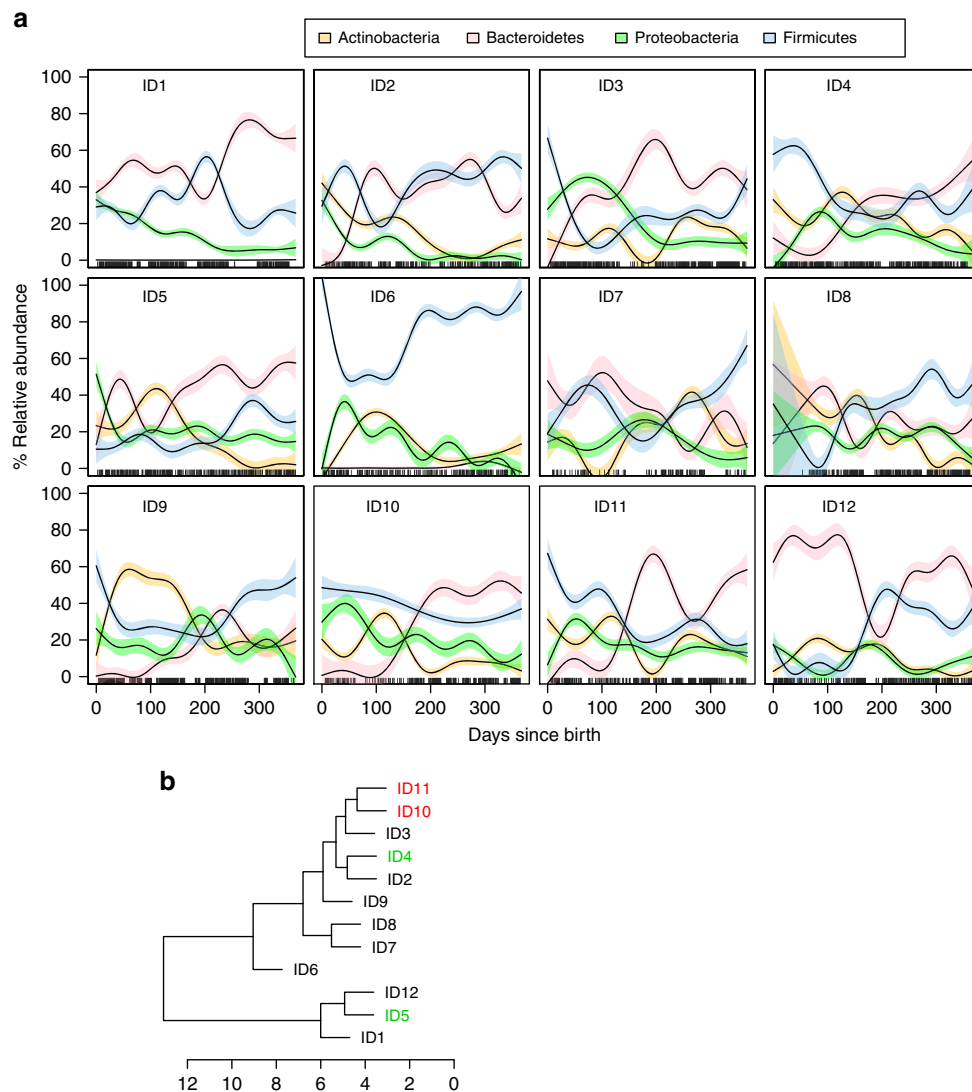 a
Actinobacteria Bacteroidetes Proteobacteria Firmicutes
ID1 ID2 ID3 ID4
100
80
60
40
20
0
ID5 ID6 ID7 ID8
100
80
60
40
20
0
% Relative abundance
ID9 ID10 ID11 ID12
100
80
60
40
20
0
0 100 200 300 0 100 200 300 0 100 200 300 0 100 200 300
Days since birth
b
ID11
ID10
ID3
ID4
ID2
ID9
ID8
ID7
ID6
ID12
ID5
ID1
12 10 8 6 4 2 0